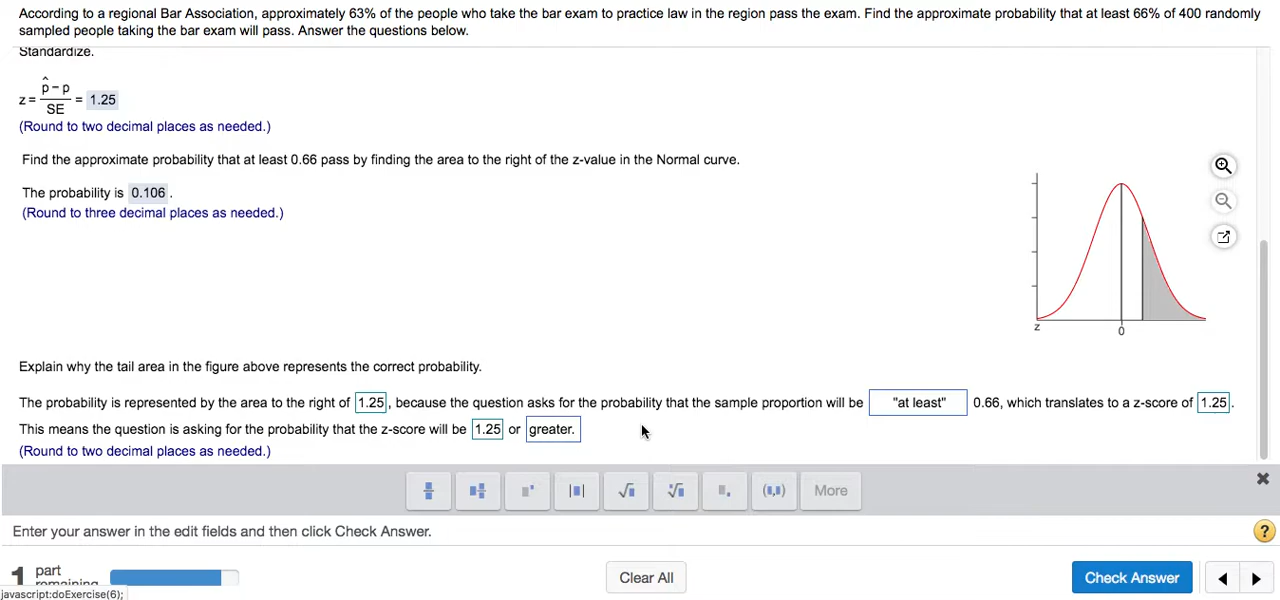 According to a regional Bar Association, approximately 63% of the people who take the bar exam to practice law in the region pass the exam. Find the approximate probability that at least 66% of 400 randomly
sampled people taking the bar exam will pass. Answer the questions below.
Standardize.
z = (p̂ − p) / SE = 1.25
(Round to two decimal places as needed.)
Find the approximate probability that at least 0.66 pass by finding the area to the right of the z-value in the Normal curve.
The probability is 0.106 .
(Round to three decimal places as needed.)
z
0
Explain why the tail area in the figure above represents the correct probability.
The probability is represented by the area to the right of 1.25, because the question asks for the probability that the sample proportion will be "at least" 0.66, which translates to a z-score of 1.25.
This means the question is asking for the probability that the z-score will be 1.25 or greater.
(Round to two decimal places as needed.)
More
Enter your answer in the edit fields and then click Check Answer.
?
1 part
remaining
Clear All
Check Answer
javascript:doExercise(6);